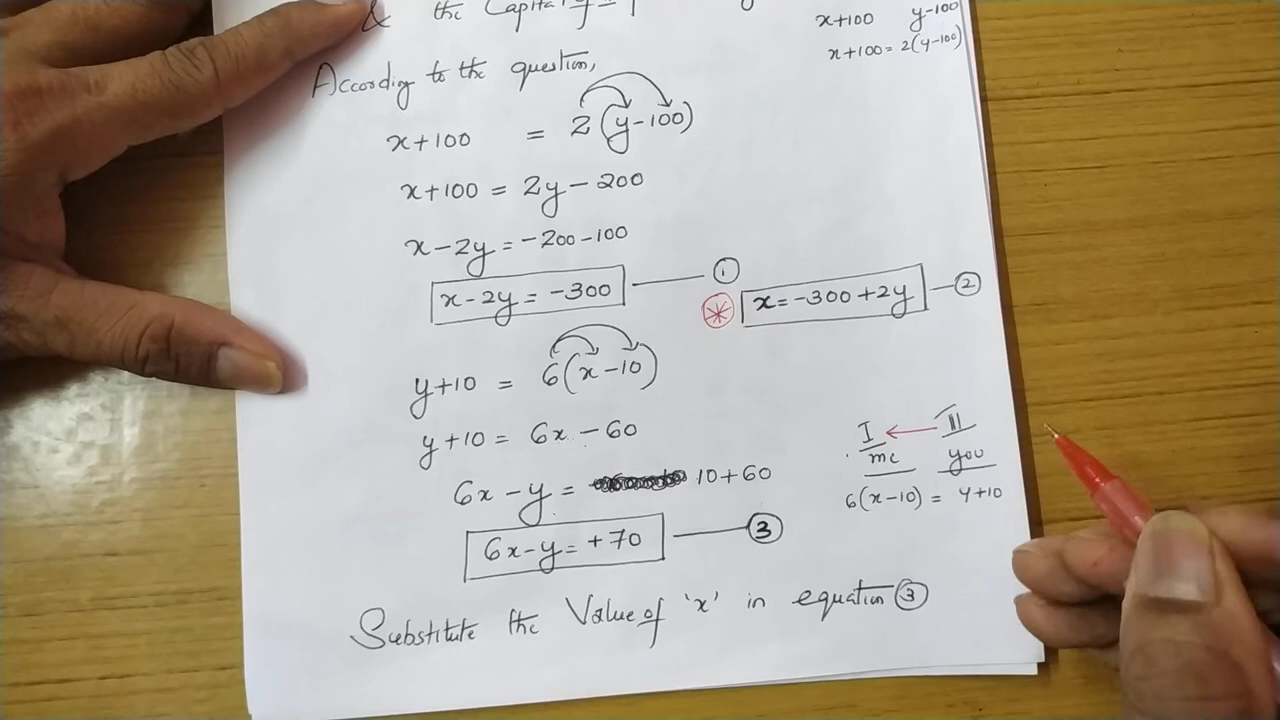 & the Capital of
x+100 y-100
x+100 = 2(y-100)
According to the question,
x+100 = 2(y-100)
x+100 = 2y-200
x-2y = -200-100
x-2y = -300 ①
* x = -300+2y ②
y+10 = 6(x-10)
y+10 = 6x-60
I ← II
me you
6(x-10) = y+10
6x-y = 10+60
6x-y = +70 ③
Substitute the Value of 'x' in equation ③